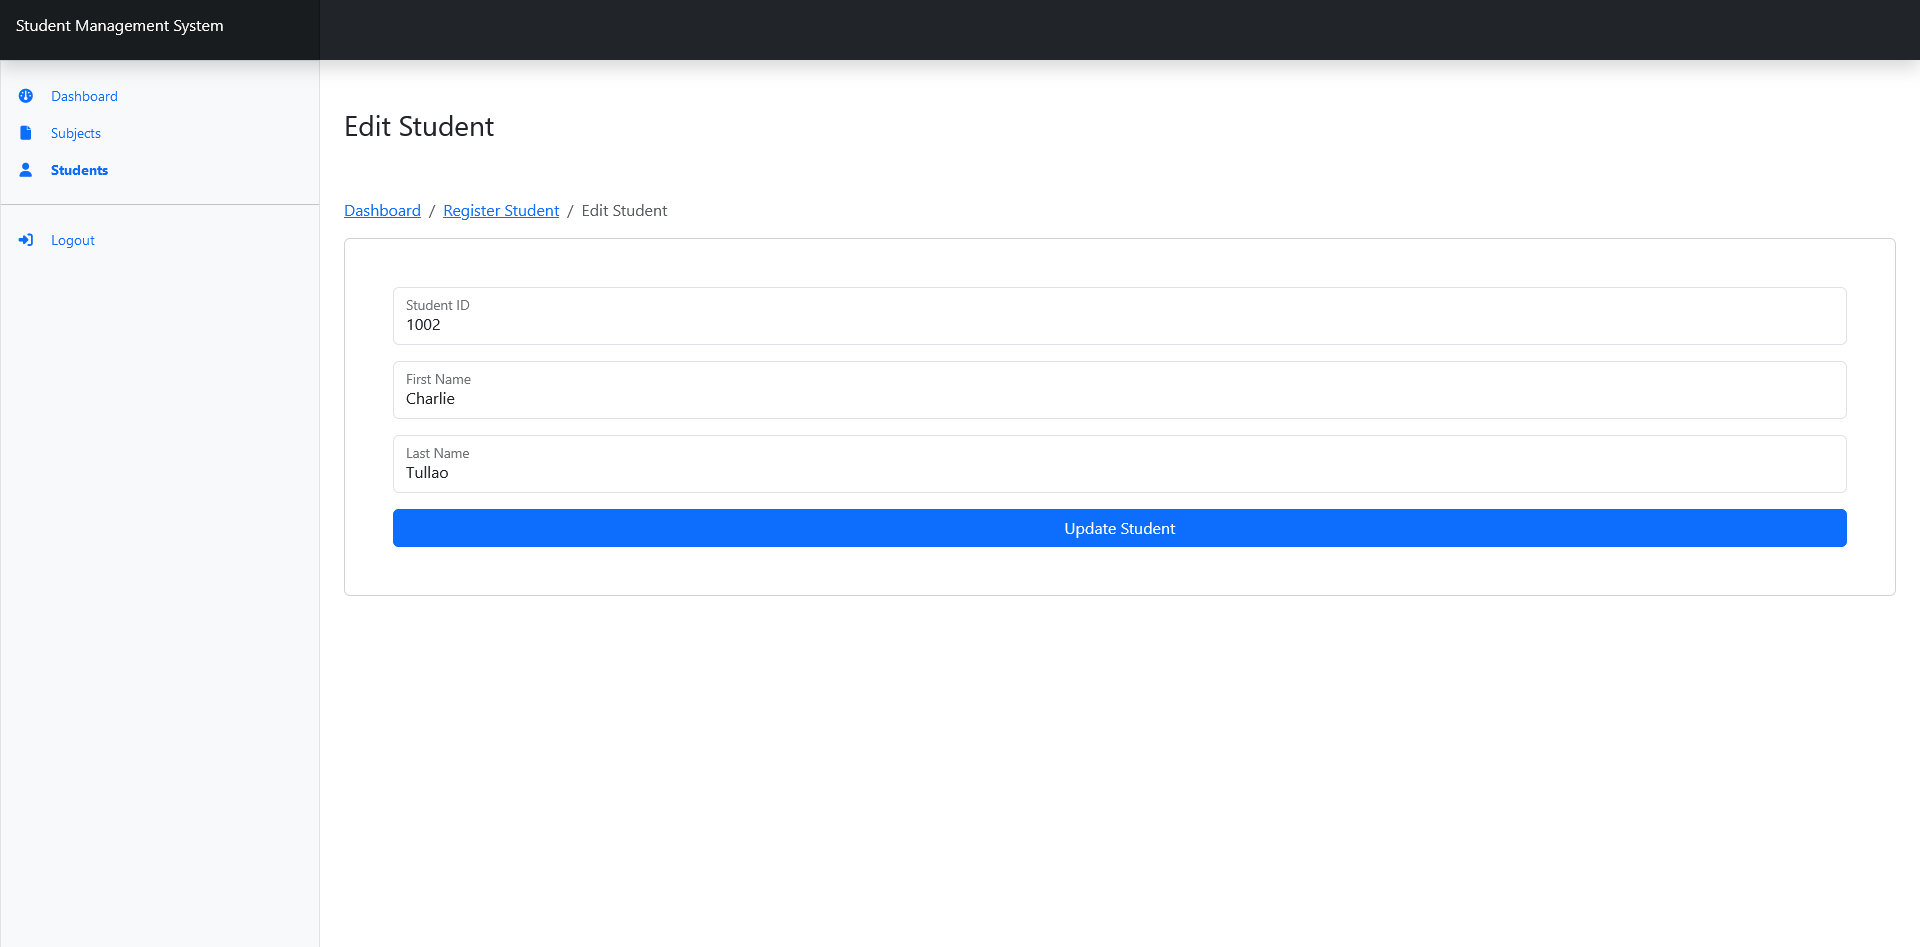 Student Management System
Dashboard
Subjects
Students
Logout
Edit Student
Dashboard / Register Student / Edit Student
Student ID
1002
First Name
Charlie
Last Name
Tullao
Update Student